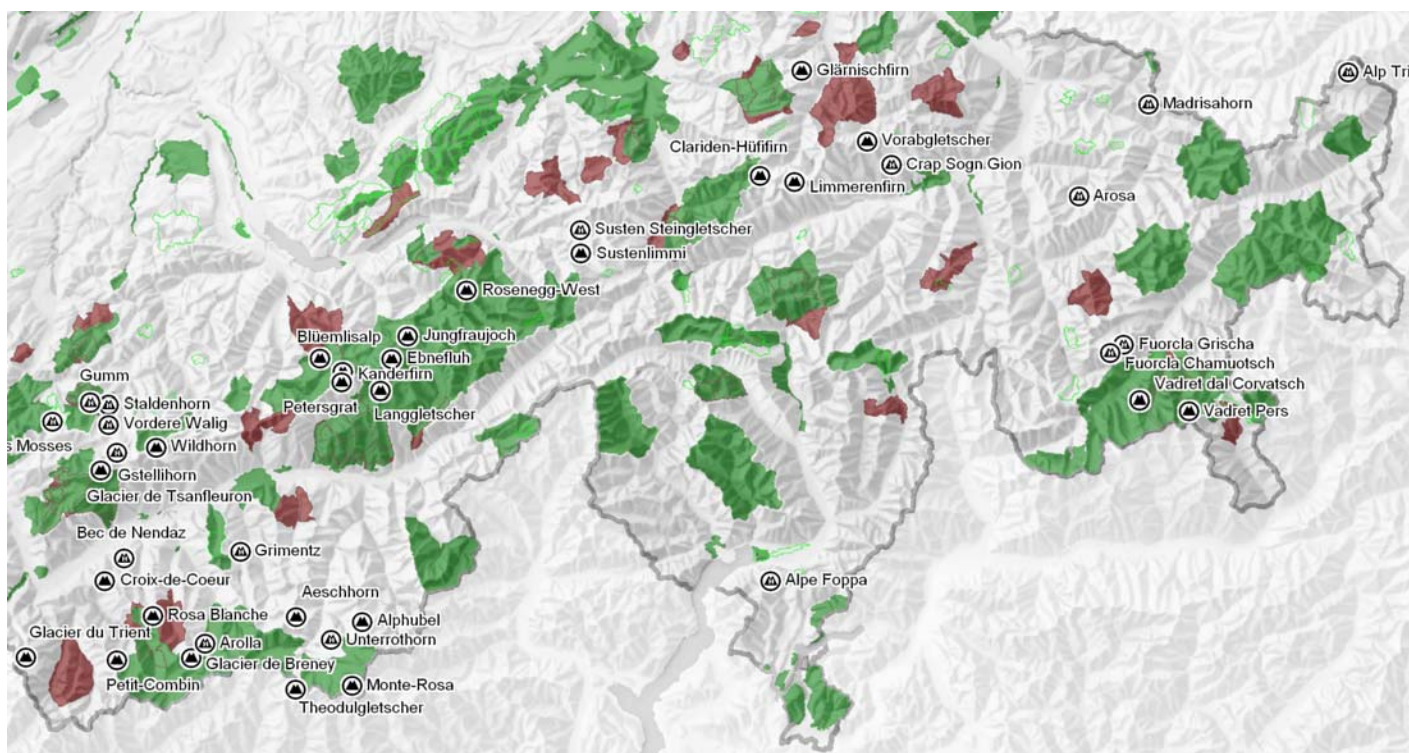 Glärnischfirn
Alp Tri
Madrisahorn
Vorabgletscher
Clariden-Hüfifirn
Crap Sogn Gion
Limmerenfirn
Arosa
Susten Steingletscher
Sustenlimmi
Rosenegg-West
Blüemlisalp
Jungfraujoch
Fuorcla Grischa
Ebnefluh
Fuorcla Chamuotsch
Kanderfirn
Vadret dal Corvatsch
Gumm
Petersgrat
Langgletscher
Staldenhorn
Vadret Pers
Vordere Walig
s Mosses
Wildhorn
Gstellihorn
Glacier de Tsanfleuron
Bec de Nendaz
Grimentz
Croix-de-Coeur
Alpe Foppa
Aeschhorn
Rosa Blanche
Alphubel
Glacier du Trient
Arolla
Unterrothorn
Glacier de Breney
Petit-Combin
Monte-Rosa
Theodulgletscher